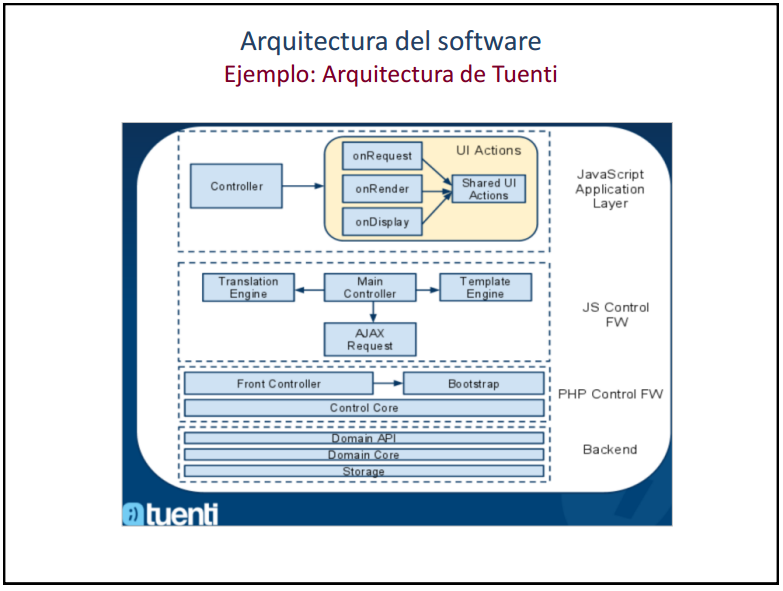 Arquitectura del software
Ejemplo: Arquitectura de Tuenti
UI Actions
onRequest
Controller
onRender
Shared UI
Actions
onDisplay
JavaScript
Application
Layer
Translation
Engine
Main
Controller
Template
Engine
AJAX
Request
JS Control
FW
Front Controller
Bootstrap
Control Core
PHP Control FW
Domain API
Domain Core
Storage
Backend
;) tuenti